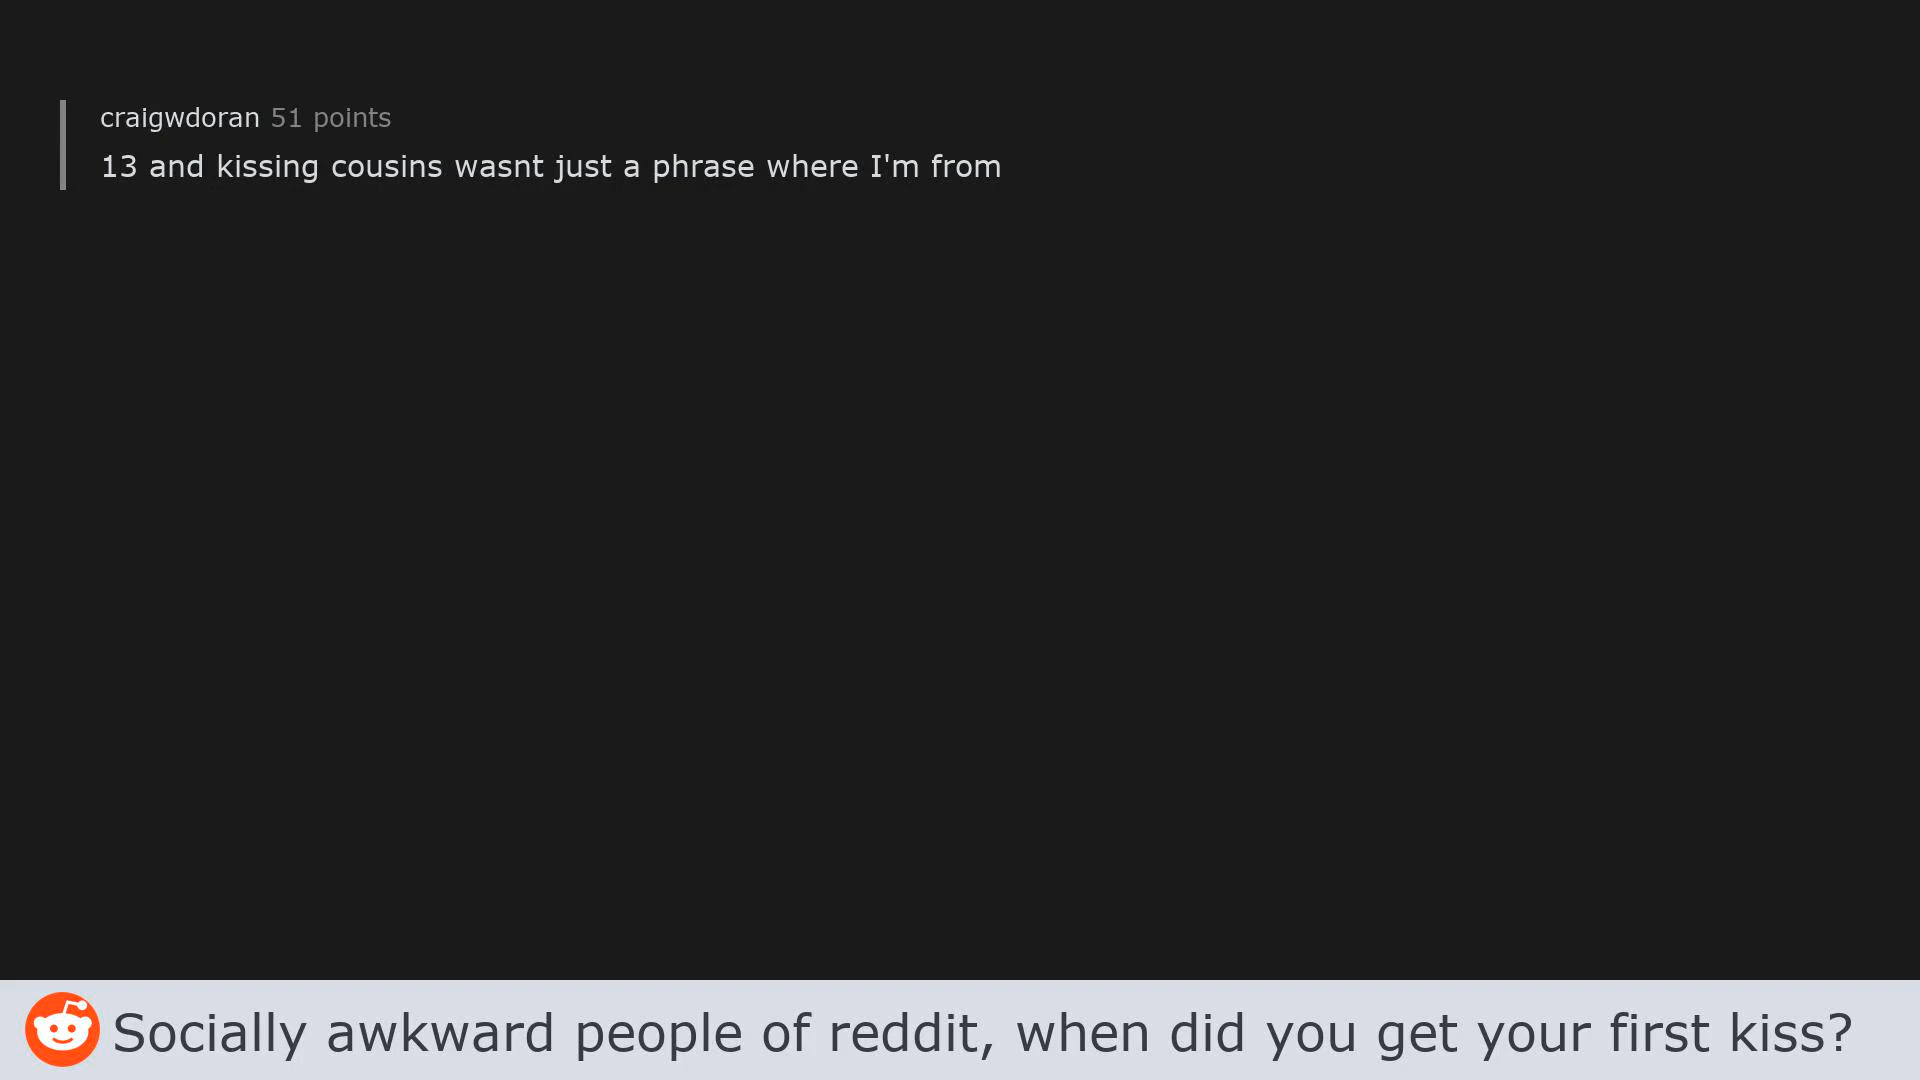 craigwdoran 51 points
13 and kissing cousins wasnt just a phrase where I'm from
Socially awkward people of reddit, when did you get your first kiss?